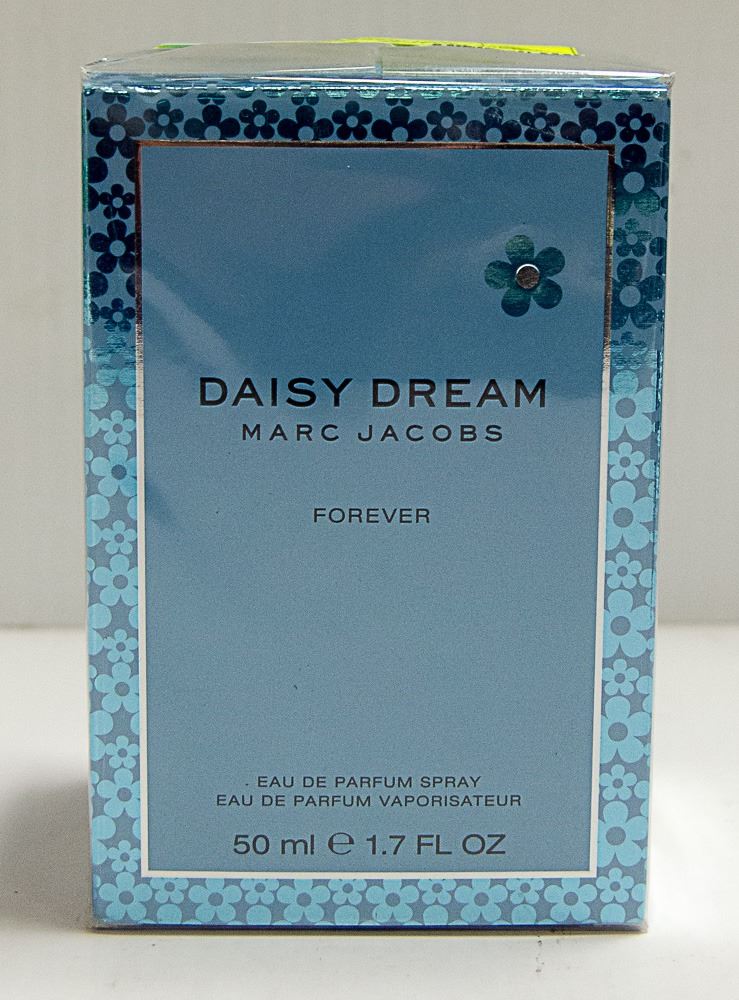 DAISY DREAM
MARC JACOBS
FOREVER
EAU DE PARFUM SPRAY
EAU DE PARFUM VAPORISATEUR
50 ml ℮ 1.7 FL OZ